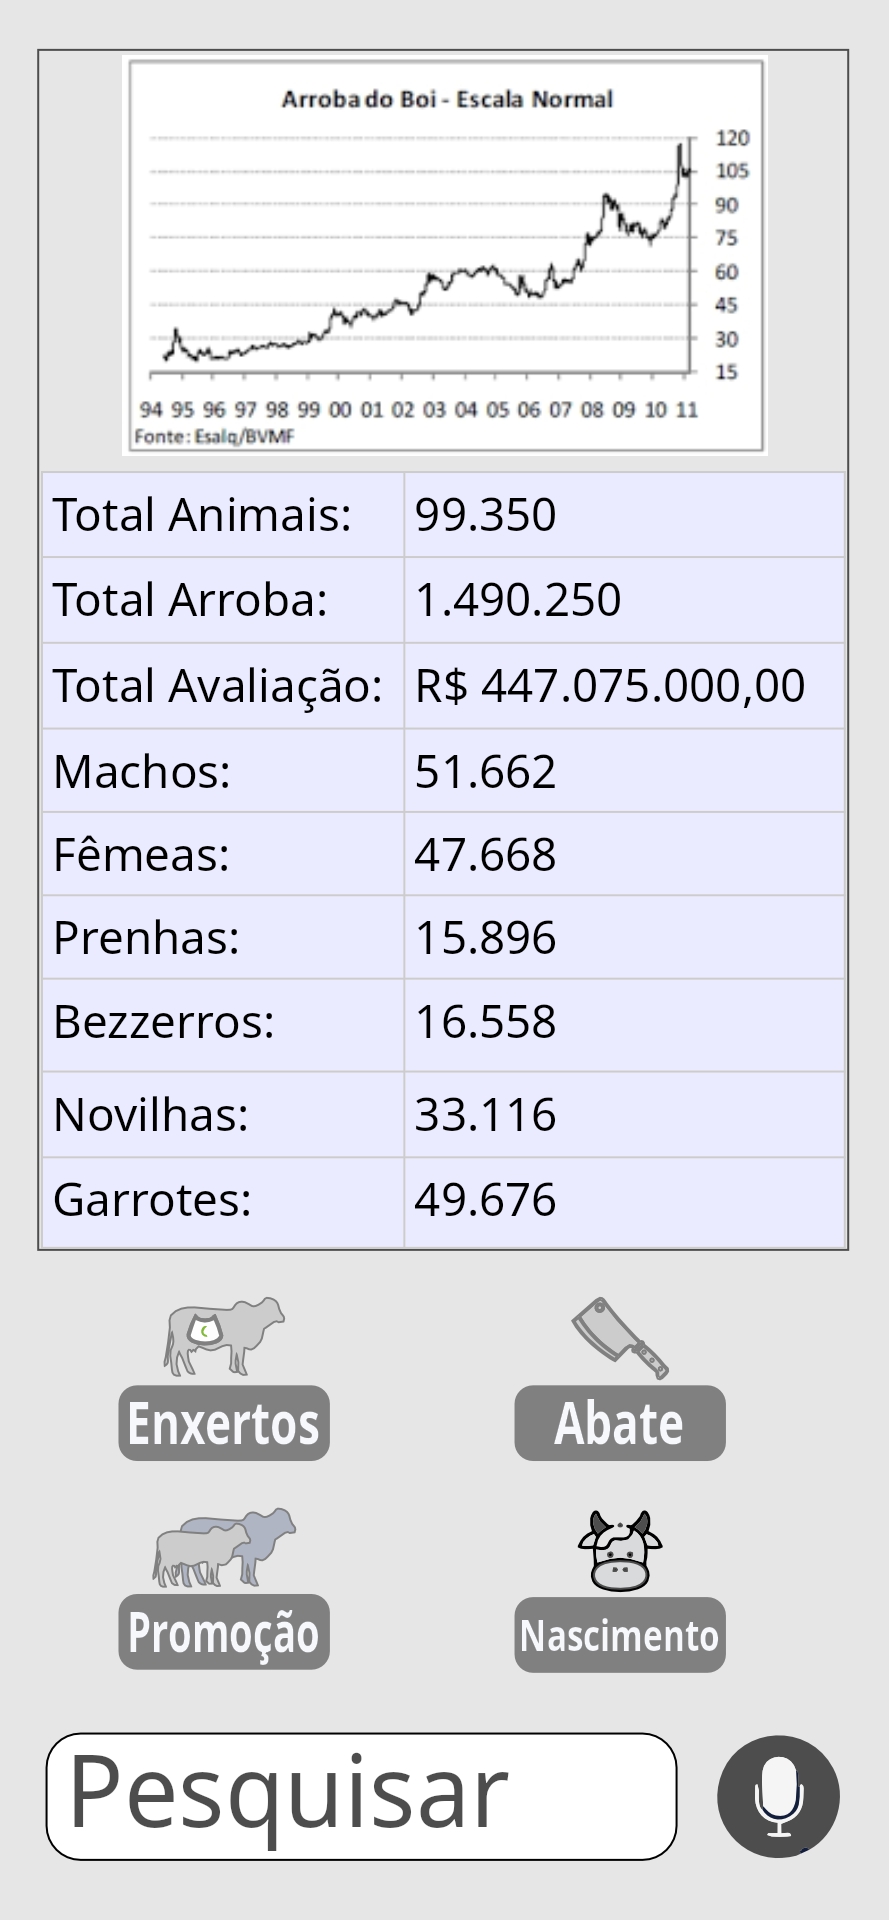 Arroba do Boi - Escala Normal
120
105
90
75
60
45
30
15
94 95 96 97 98 99 00 01 02 03 04 05 06 07 08 09 10 11
Fonte: Esalq/BVMF
Total Animais: 99.350
Total Arroba: 1.490.250
Total Avaliação: R$ 447.075.000,00
Machos: 51.662
Fêmeas: 47.668
Prenhas: 15.896
Bezzerros: 16.558
Novilhas: 33.116
Garrotes: 49.676
Enxertos Abate
Promoção Nascimento
Pesquisar